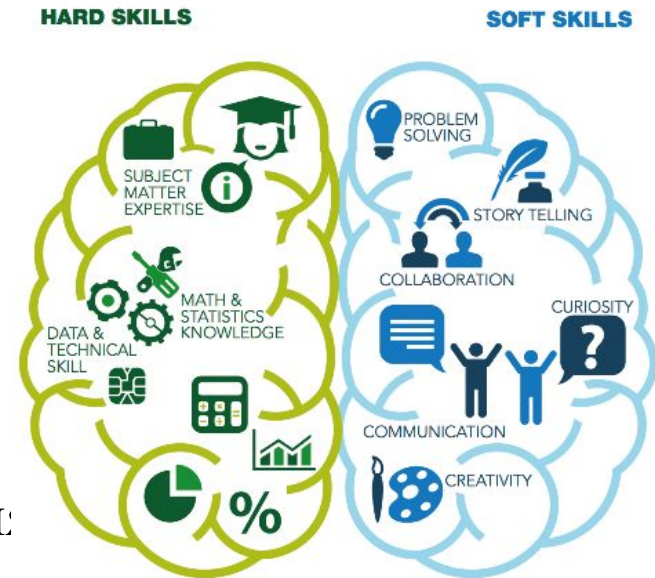 HARD SKILLS
SOFT SKILLS
SUBJECT
MATTER
EXPERTISE
i
MATH &
STATISTICS
KNOWLEDGE
DATA &
TECHNICAL
SKILL
%
PROBLEM
SOLVING
STORY TELLING
COLLABORATION
CURIOSITY
?
COMMUNICATION
CREATIVITY